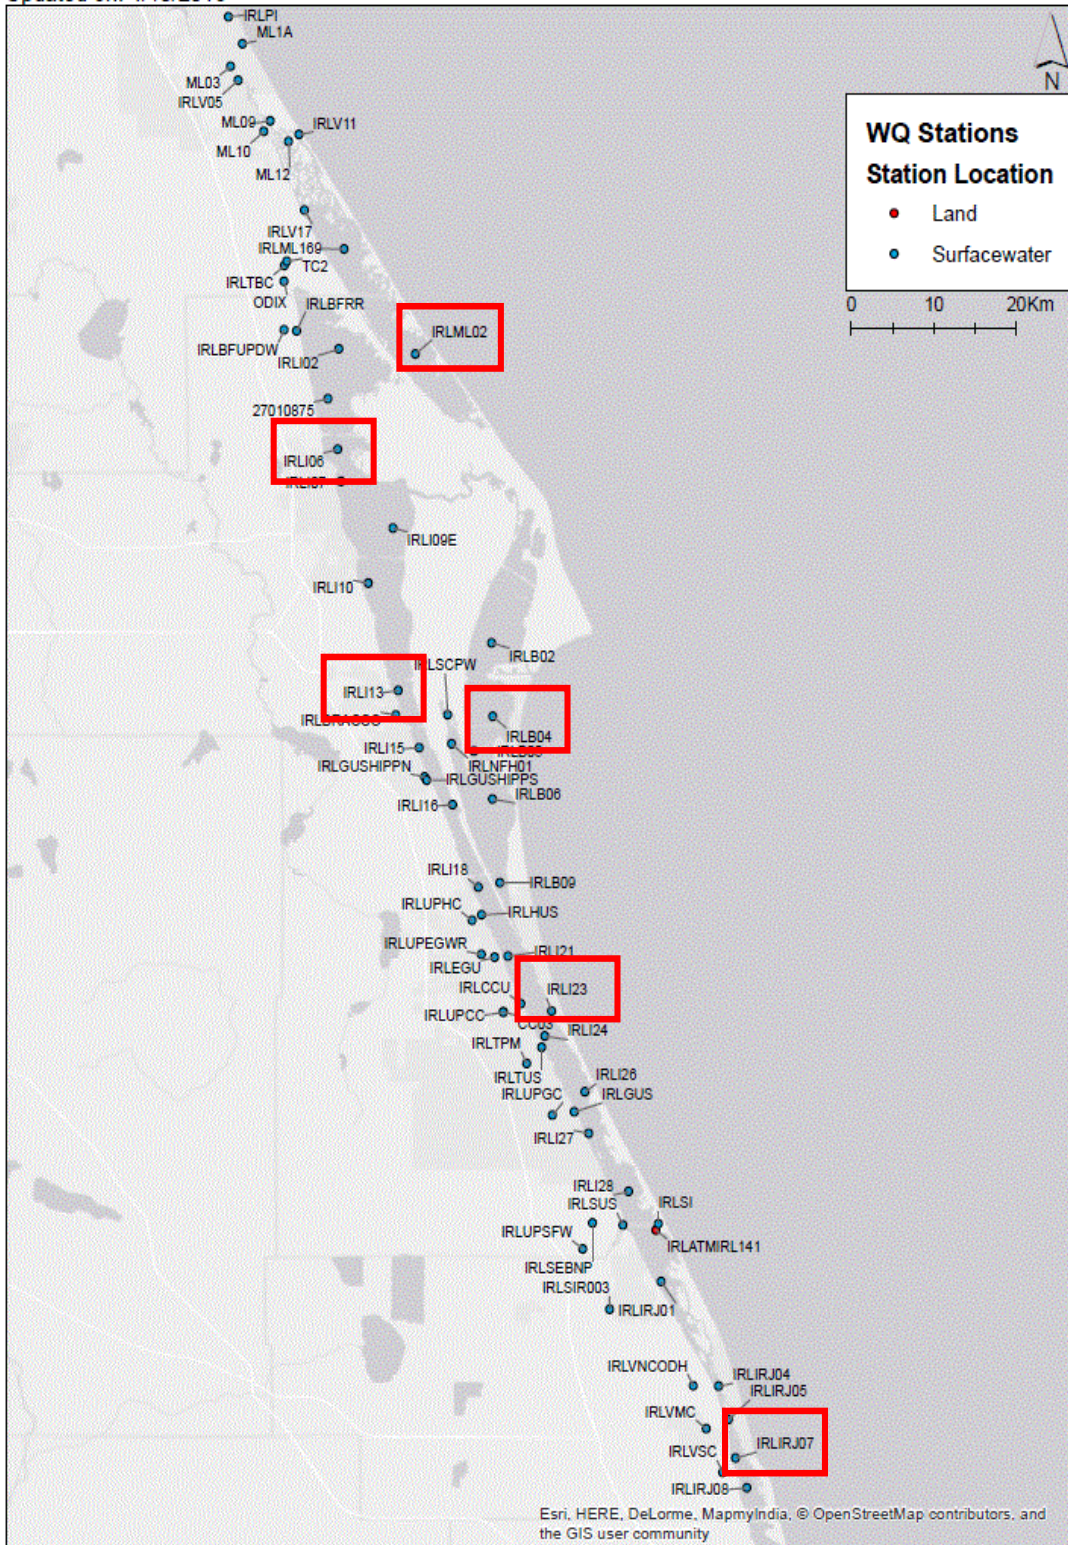 IRLPI
ML1A
ML03
IRLV05
ML09
IRLV11
ML10
ML12
IRLV17
IRLML169
TC2
IRLTBC
ODIX
IRLBFRR
IRLML02
IRLBFUPDW
IRLI02
27010875
IRLI06
IRLI09E
IRLI10
IRLB02
IRLSCPW
IRLI13
IRLB04
IRLI15
IRLNFH01
IRLGUSHIPPN
IRLGUSHIPPS
IRLI16
IRLB06
IRLI18
IRLB09
IRLUPHC
IRLHUS
IRLUPEGWR
IRLI21
IRLEGU
IRLCCU
IRLI23
IRLUPCC
CC03
IRLI24
IRLTPM
IRLTUS
IRLI26
IRLUPGC
IRLGUS
IRLI27
IRLI28
IRLSUS
IRLSI
IRLUPSFW
IRLATMIRL141
IRLSEBNP
IRLSIR003
IRLIRJ01
IRLVNCODH
IRLIRJ04
IRLIRJ05
IRLVMC
IRLIRJ07
IRLVSC
IRLIRJ08
N
WQ Stations
Station Location
Land
Surfacewater
0 10 20Km
Esri, HERE, DeLorme, MapmyIndia, © OpenStreetMap contributors, and
the GIS user community